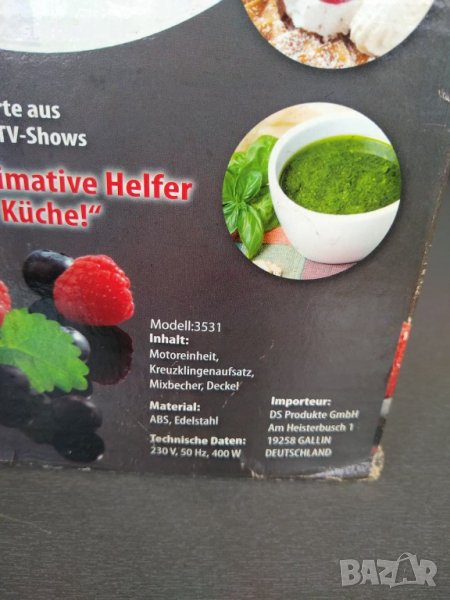 rte aus
TV-Shows
imative Helfer
Küche!“
Modell:3531
Inhalt:
Motoreinheit,
Kreuzklingenaufsatz,
Mixbecher, Deckel
Material:
ABS, Edelstahl
Technische Daten:
230 V, 50 Hz, 400 W
Importeur:
DS Produkte GmbH
Am Heisterbusch 1
19258 GALLIN
DEUTSCHLAND
BAZAR